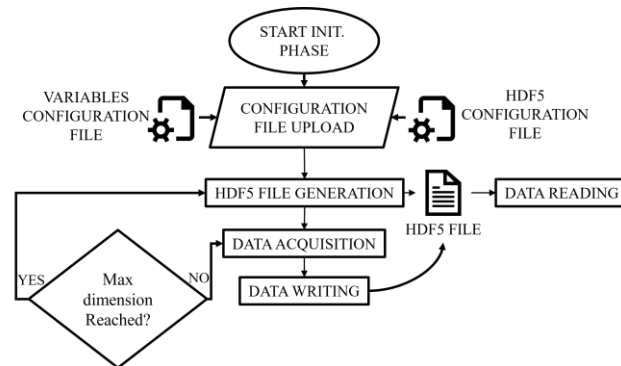 START INIT.
PHASE
VARIABLES
CONFIGURATION
FILE
CONFIGURATION
FILE UPLOAD
HDF5
CONFIGURATION
FILE
HDF5 FILE GENERATION
DATA READING
HDF5 FILE
DATA ACQUISITION
YES
NO
Max
dimension
Reached?
DATA WRITING